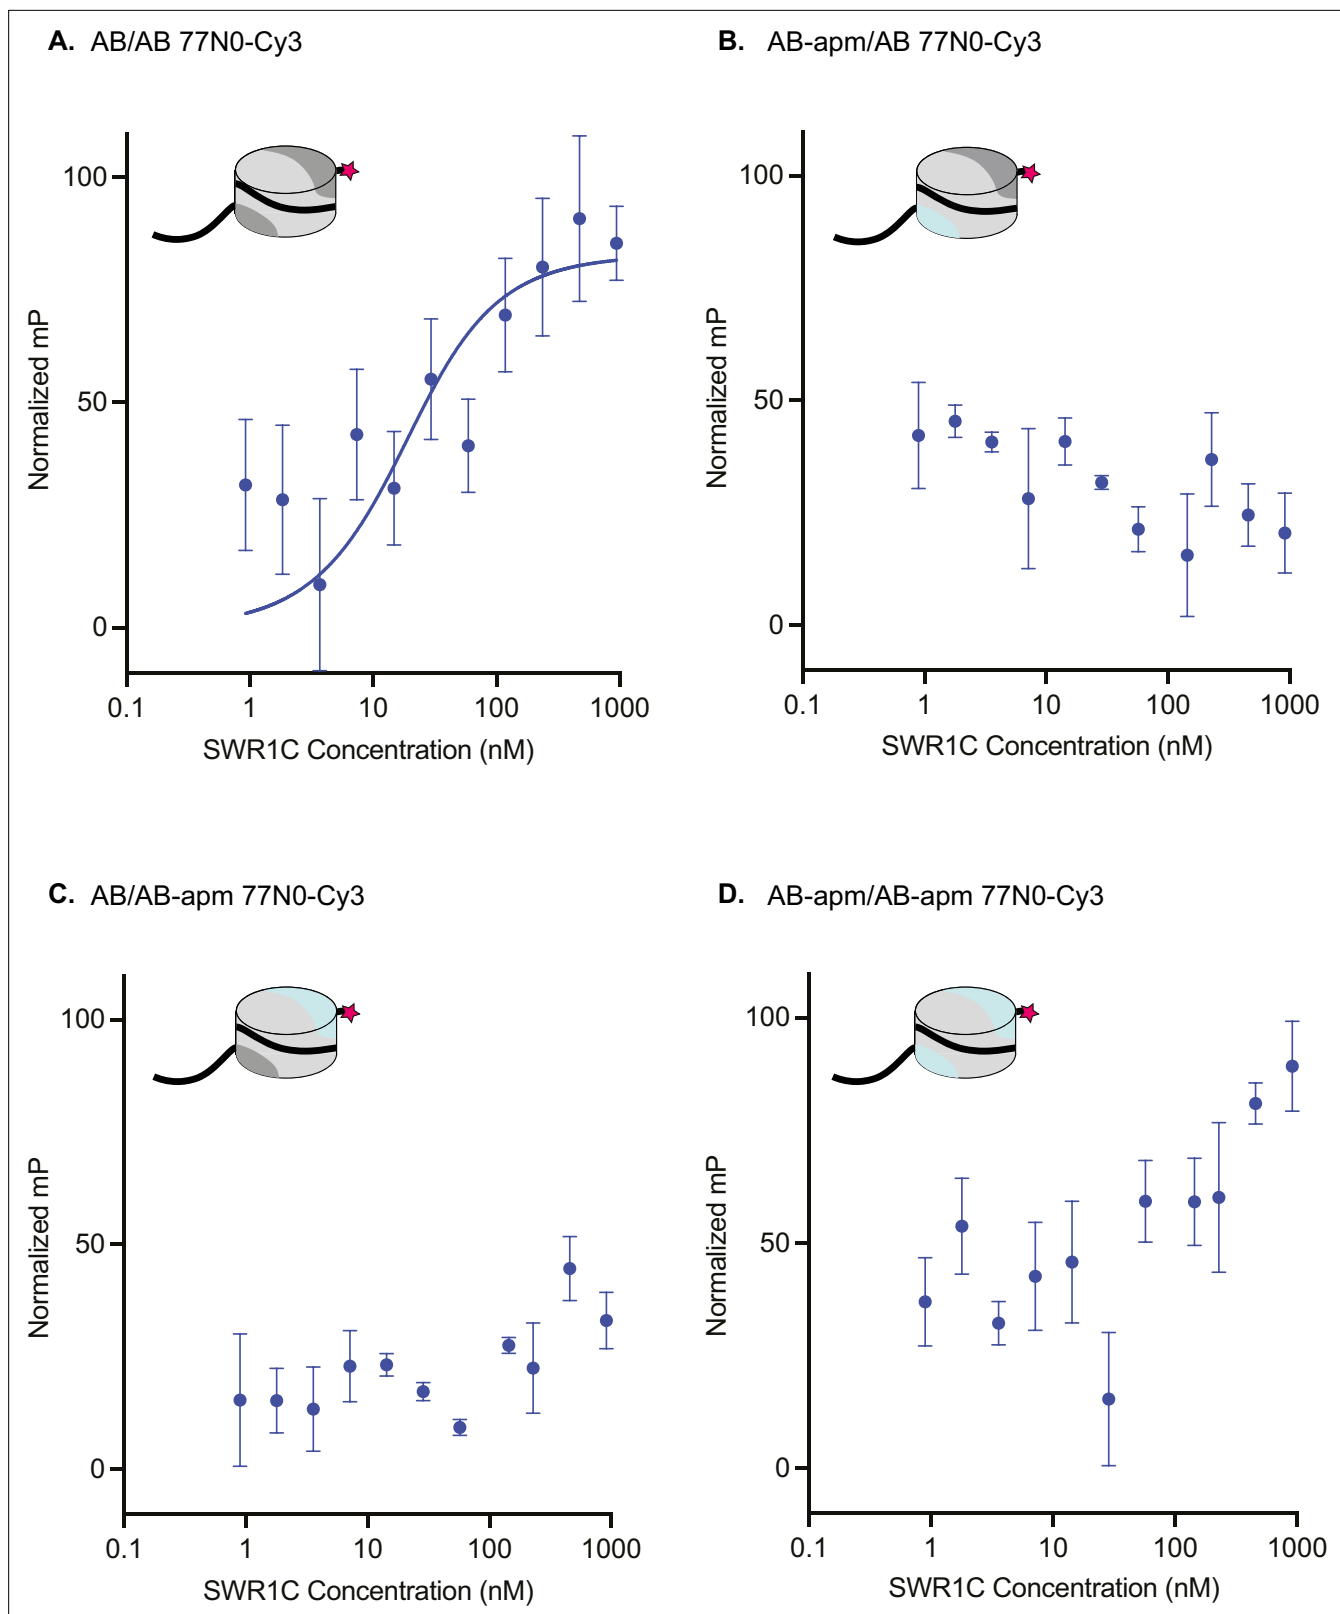 A. AB/AB 77N0-Cy3
B. AB-apm/AB 77N0-Cy3
100
50
0
Normalized mP
0.1 1 10 100 1000
SWR1C Concentration (nM)
100
50
0
Normalized mP
0.1 1 10 100 1000
SWR1C Concentration (nM)
C. AB/AB-apm 77N0-Cy3
D. AB-apm/AB-apm 77N0-Cy3
100
50
0
Normalized mP
0.1 1 10 100 1000
SWR1C Concentration (nM)
100
50
0
Normalized mP
0.1 1 10 100 1000
SWR1C Concentration (nM)